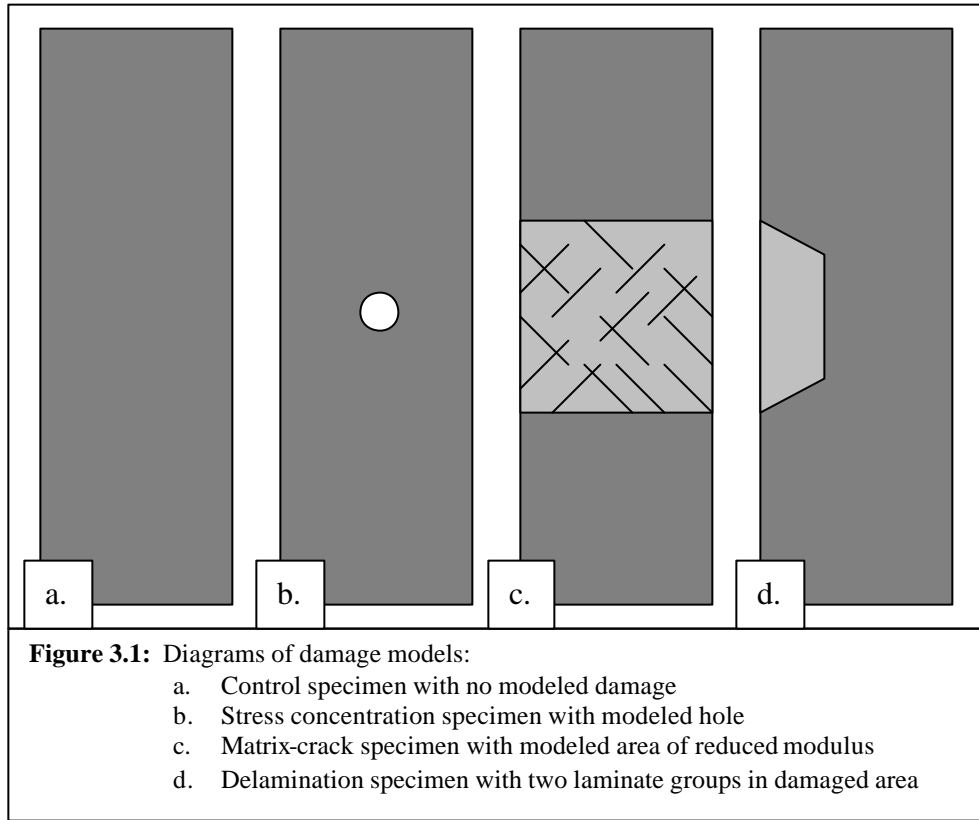 a.
b.
c.
d.
Figure 3.1: Diagrams of damage models:
a. Control specimen with no modeled damage
b. Stress concentration specimen with modeled hole
c. Matrix-crack specimen with modeled area of reduced modulus
d. Delamination specimen with two laminate groups in damaged area